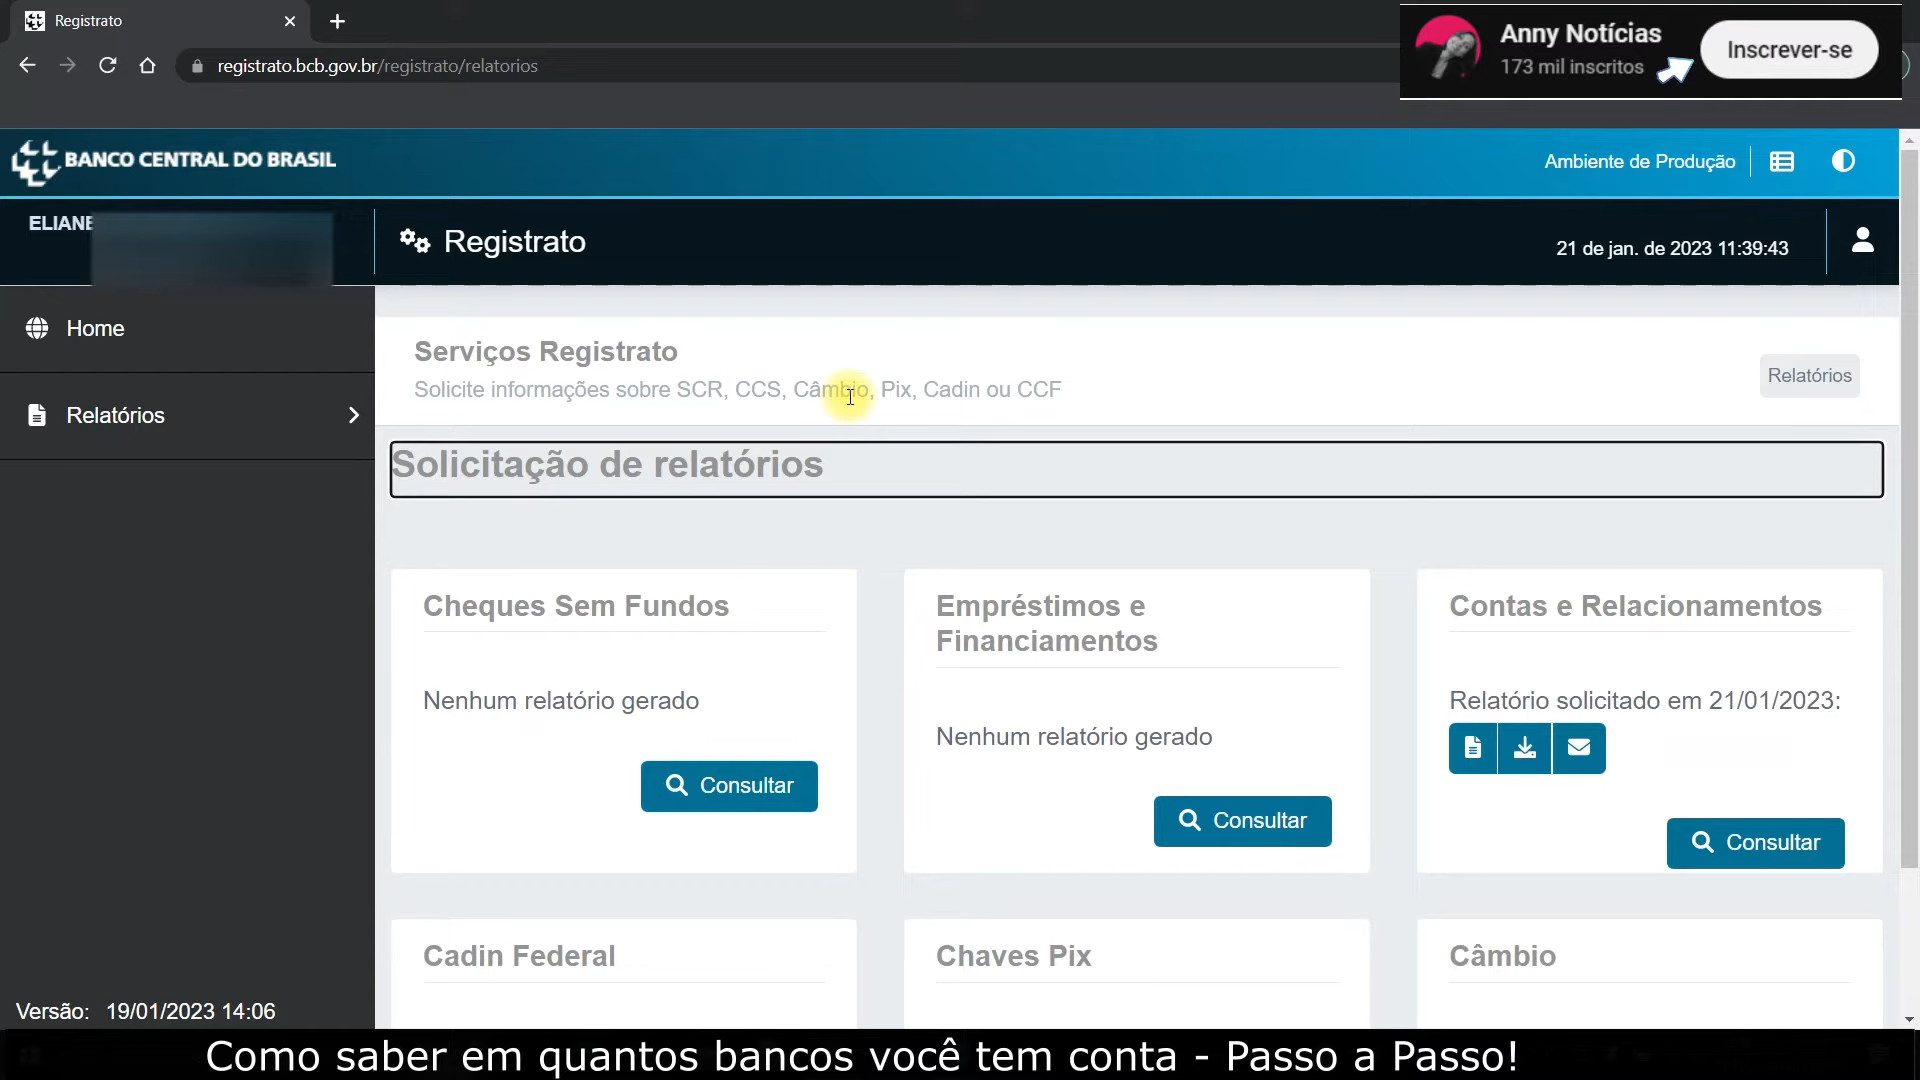 Registrato
registrato.bcb.gov.br/registrato/relatorios
Anny Notícias
173 mil inscritos
Inscrever-se
BANCO CENTRAL DO BRASIL
Ambiente de Produção
ELIANE
Registrato
21 de jan. de 2023 11:39:43
Home
Relatórios
Serviços Registrato
Solicite informações sobre SCR, CCS, Câmbio, Pix, Cadin ou CCF
Relatórios
Solicitação de relatórios
Cheques Sem Fundos
Nenhum relatório gerado
Consultar
Empréstimos e
Financiamentos
Nenhum relatório gerado
Consultar
Contas e Relacionamentos
Relatório solicitado em 21/01/2023:
Consultar
Cadin Federal
Chaves Pix
Câmbio
Versão: 19/01/2023 14:06
Como saber em quantos bancos você tem conta - Passo a Passo!